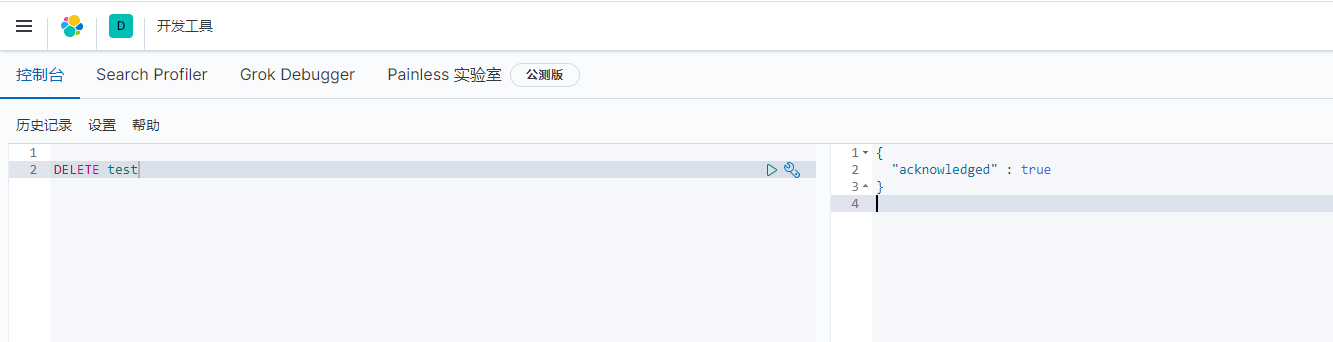 D 开发工具
控制台 Search Profiler Grok Debugger Painless 实验室 公测版
历史记录 设置 帮助
1
2 DELETE test
1 {
2 "acknowledged" : true
3 }
4